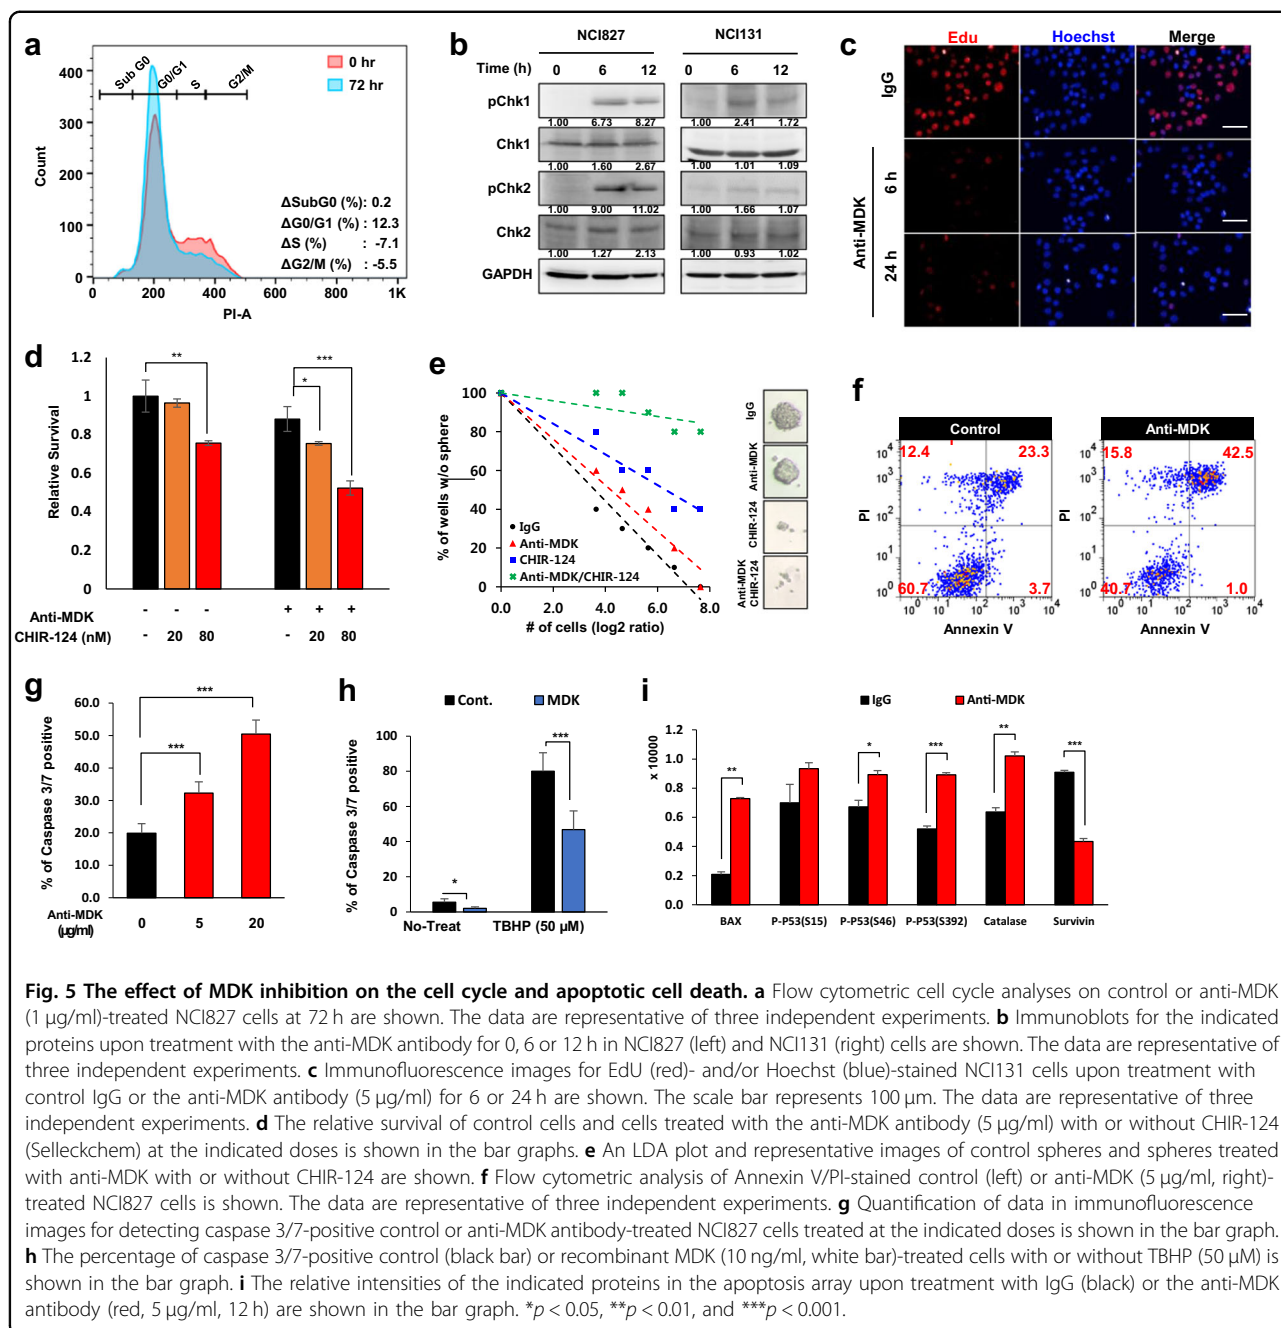 a
0 hr
72 hr
Sub G0 G0/G1 S G2/M
400
300
200
100
0
Count
ΔSubG0 (%): 0.2
ΔG0/G1 (%) : 12.3
ΔS (%) : -7.1
ΔG2/M (%) : -5.5
0 200 400 600 800 1K
PI-A
b
NCI827 NCI131
Time (h) 0 6 12 0 6 12
pChk1
1.00 6.73 8.27 1.00 2.41 1.72
Chk1
1.00 1.60 2.67 1.00 1.01 1.09
pChk2
1.00 9.00 11.02 1.00 1.66 1.07
Chk2
1.00 1.27 2.13 1.00 0.93 1.02
GAPDH
c
Edu Hoechst Merge
IgG
Anti-MDK
6 h
24 h
d
Relative Survival
1.2
1
0.8
0.6
0.4
0.2
0
** * ***
Anti-MDK - - - + + +
CHIR-124 (nM) - 20 80 - 20 80
e
% of wells w/o sphere
100
80
60
40
20
0
IgG
Anti-MDK
CHIR-124
Anti-MDK/CHIR-124
0.0 2.0 4.0 6.0 8.0
# of cells (log2 ratio)
IgG
Anti-MDK
CHIR-124
Anti-MDK
CHIR-124
f
Control Anti-MDK
12.4 23.3 15.8 42.5
60.7 3.7 40.7 1.0
PI PI
10⁴ 10⁴
10³ 10³
10² 10²
10¹ 10¹
10⁰ 10⁰
10⁰ 10¹ 10² 10³ 10⁴ 10⁰ 10¹ 10² 10³ 10⁴
Annexin V Annexin V
g
% of Caspase 3/7 positive
60.0
50.0
40.0
30.0
20.0
10.0
0.0
***
***
Anti-MDK
(μg/ml) 0 5 20
h
Cont. MDK
% of Caspase 3/7 positive
100
80
60
40
20
0
* ***
No-Treat TBHP (50 μM)
i
IgG Anti-MDK
x 10000
1.2
1.0
0.8
0.6
0.4
0.2
0.0
** * *** ** ***
BAX P-P53(S15) P-P53(S46) P-P53(S392) Catalase Survivin
Fig. 5 The effect of MDK inhibition on the cell cycle and apoptotic cell death. a Flow cytometric cell cycle analyses on control or anti-MDK
(1 μg/ml)-treated NCI827 cells at 72 h are shown. The data are representative of three independent experiments. b Immunoblots for the indicated
proteins upon treatment with the anti-MDK antibody for 0, 6 or 12 h in NCI827 (left) and NCI131 (right) cells are shown. The data are representative of
three independent experiments. c Immunofluorescence images for EdU (red)- and/or Hoechst (blue)-stained NCI131 cells upon treatment with
control IgG or the anti-MDK antibody (5 μg/ml) for 6 or 24 h are shown. The scale bar represents 100 μm. The data are representative of three
independent experiments. d The relative survival of control cells and cells treated with the anti-MDK antibody (5 μg/ml) with or without CHIR-124
(Selleckchem) at the indicated doses is shown in the bar graphs. e An LDA plot and representative images of control spheres and spheres treated
with anti-MDK with or without CHIR-124 are shown. f Flow cytometric analysis of Annexin V/PI-stained control (left) or anti-MDK (5 μg/ml, right)-
treated NCI827 cells is shown. The data are representative of three independent experiments. g Quantification of data in immunofluorescence
images for detecting caspase 3/7-positive control or anti-MDK antibody-treated NCI827 cells treated at the indicated doses is shown in the bar graph.
h The percentage of caspase 3/7-positive control (black bar) or recombinant MDK (10 ng/ml, white bar)-treated cells with or without TBHP (50 μM) is
shown in the bar graph. i The relative intensities of the indicated proteins in the apoptosis array upon treatment with IgG (black) or the anti-MDK
antibody (red, 5 μg/ml, 12 h) are shown in the bar graph. *p < 0.05, **p < 0.01, and ***p < 0.001.